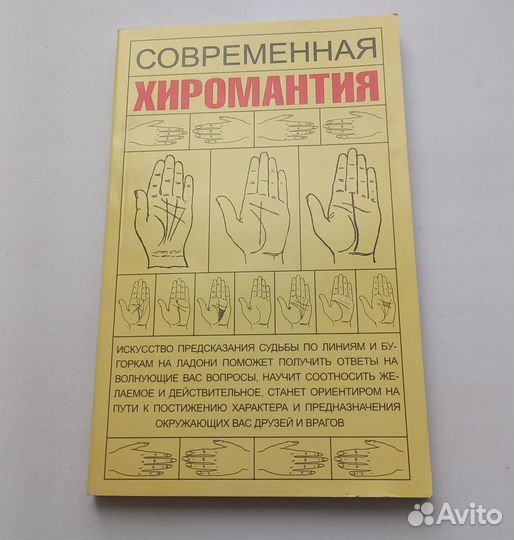 СОВРЕМЕННАЯ
ХИРОМАНТИЯ
ИСКУССТВО ПРЕДСКАЗАНИЯ СУДЬБЫ ПО ЛИНИЯМ И БУ-
ГОРКАМ НА ЛАДОНИ ПОМОЖЕТ ПОЛУЧИТЬ ОТВЕТЫ НА
ВОЛНУЮЩИЕ ВАС ВОПРОСЫ, НАУЧИТ СООТНОСИТЬ ЖЕ-
ЛАЕМОЕ И ДЕЙСТВИТЕЛЬНОЕ, СТАНЕТ ОРИЕНТИРОМ НА
ПУТИ К ПОСТИЖЕНИЮ ХАРАКТЕРА И ПРЕДНАЗНАЧЕНИЯ
ОКРУЖАЮЩИХ ВАС ДРУЗЕЙ И ВРАГОВ
Avito